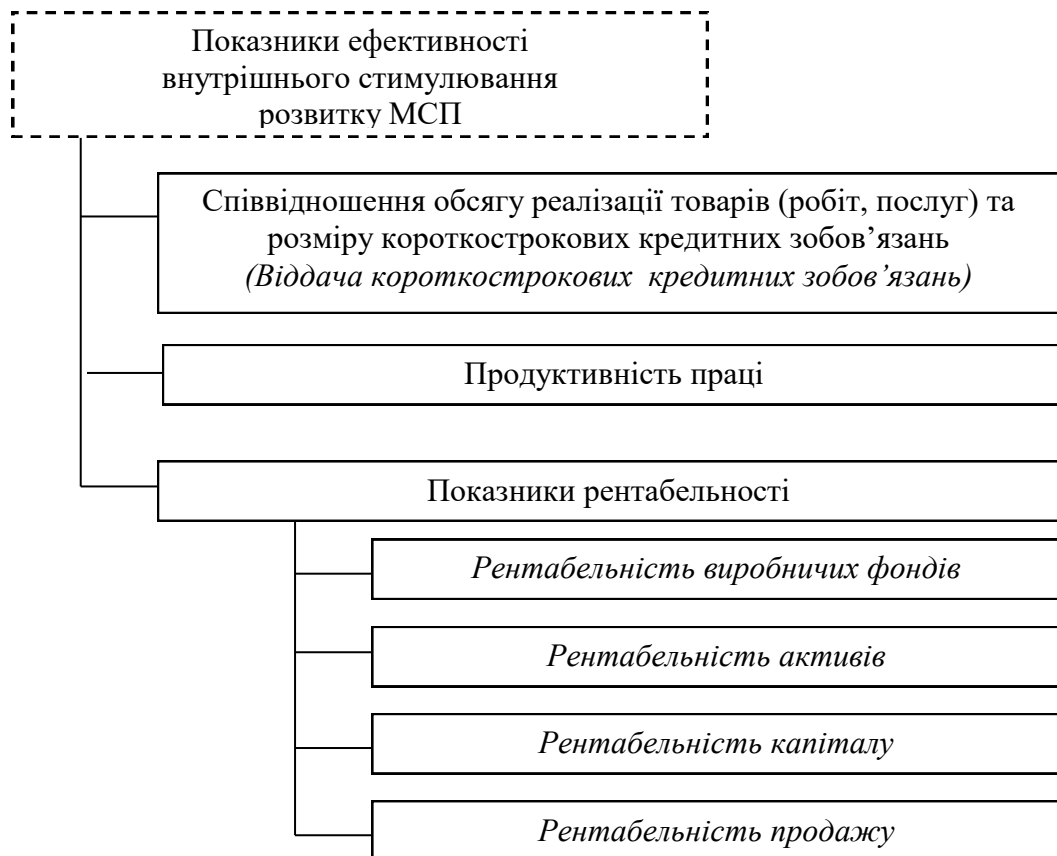 Показники ефективності
внутрішнього стимулювання
розвитку МСП
Співвідношення обсягу реалізації товарів (робіт, послуг) та
розміру короткострокових кредитних зобов’язань
(Віддача короткострокових кредитних зобов’язань)
Продуктивність праці
Показники рентабельності
Рентабельність виробничих фондів
Рентабельність активів
Рентабельність капіталу
Рентабельність продажу